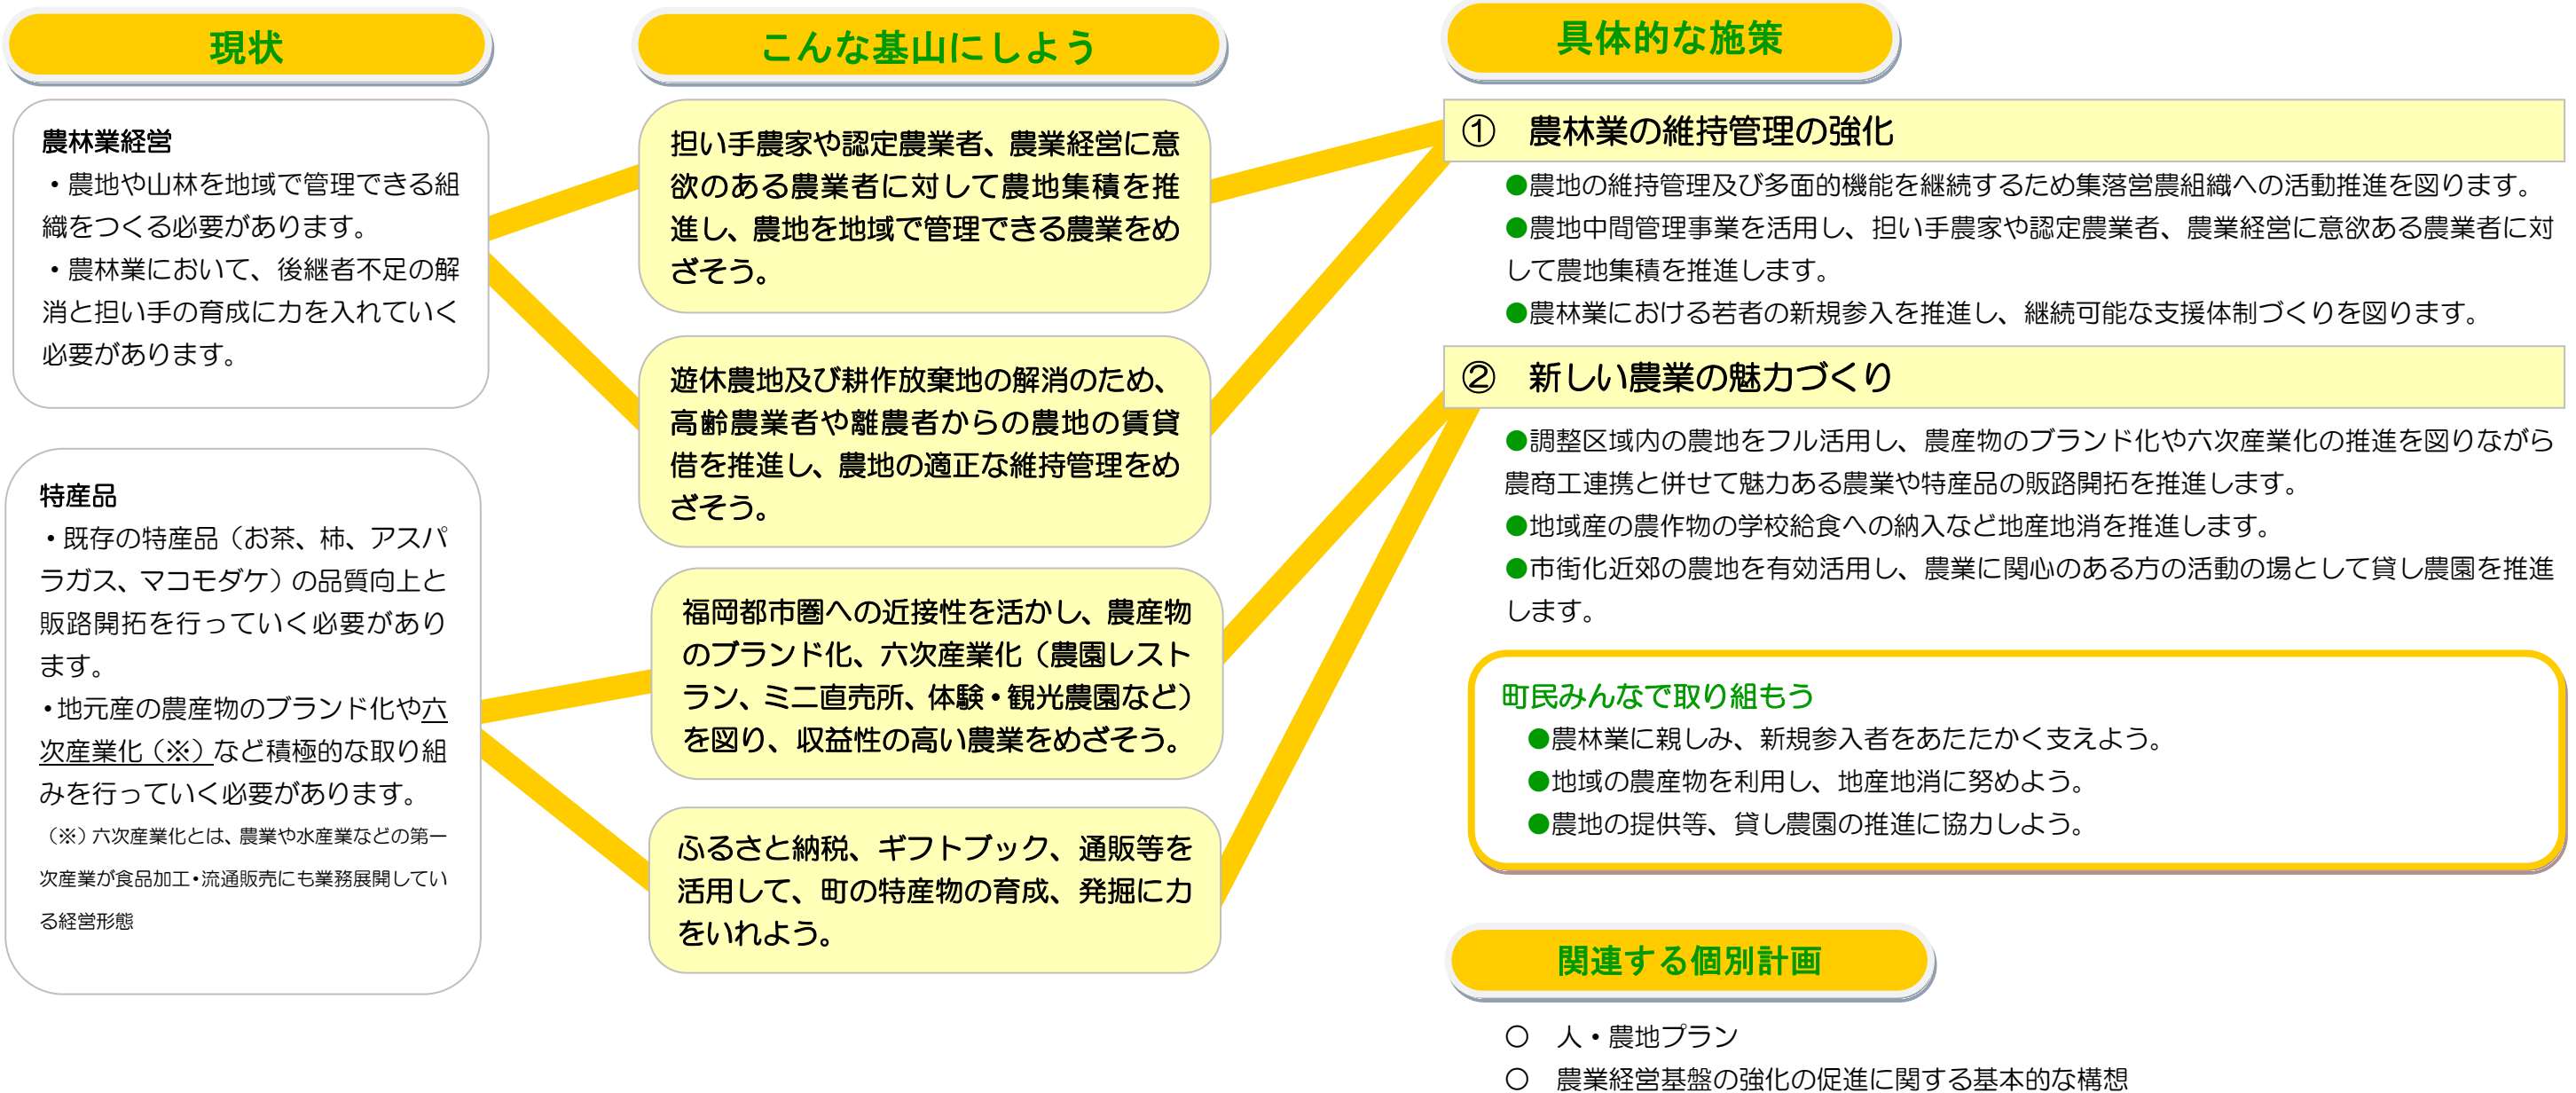 現状
農林業経営
・農地や山林を地域で管理できる組
織をつくる必要があります。
・農林業において、後継者不足の解
消と担い手の育成に力を入れていく
必要があります。
特産品
・既存の特産品（お茶、柿、アスパ
ラガス、マコモダケ）の品質向上と
販路開拓を行っていく必要があり
ます。
・地元産の農産物のブランド化や六
次産業化（※）など積極的な取り組
みを行っていく必要があります。
（※）六次産業化とは、農業や水産業などの第一
次産業が食品加工・流通販売にも業務展開してい
る経営形態
こんな基山にしよう
担い手農家や認定農業者、農業経営に意
欲のある農業者に対して農地集積を推
進し、農地を地域で管理できる農業をめ
ざそう。
遊休農地及び耕作放棄地の解消のため、
高齢農業者や離農者からの農地の賃貸
借を推進し、農地の適正な維持管理をめ
ざそう。
福岡都市圏への近接性を活かし、農産物
のブランド化、六次産業化（農園レスト
ラン、ミニ直売所、体験・観光農園など）
を図り、収益性の高い農業をめざそう。
ふるさと納税、ギフトブック、通販等を
活用して、町の特産物の育成、発掘に力
をいれよう。
具体的な施策
①　農林業の維持管理の強化
●農地の維持管理及び多面的機能を継続するため集落営農組織への活動推進を図ります。
●農地中間管理事業を活用し、担い手農家や認定農業者、農業経営に意欲ある農業者に対
して農地集積を推進します。
●農林業における若者の新規参入を推進し、継続可能な支援体制づくりを図ります。
②　新しい農業の魅力づくり
●調整区域内の農地をフル活用し、農産物のブランド化や六次産業化の推進を図りながら
農商工連携と併せて魅力ある農業や特産品の販路開拓を推進します。
●地域産の農作物の学校給食への納入など地産地消を推進します。
●市街化近郊の農地を有効活用し、農業に関心のある方の活動の場として貸し農園を推進
します。
町民みんなで取り組もう
●農林業に親しみ、新規参入者をあたたかく支えよう。
●地域の農産物を利用し、地産地消に努めよう。
●農地の提供等、貸し農園の推進に協力しよう。
関連する個別計画
○　人・農地プラン
○　農業経営基盤の強化の促進に関する基本的な構想